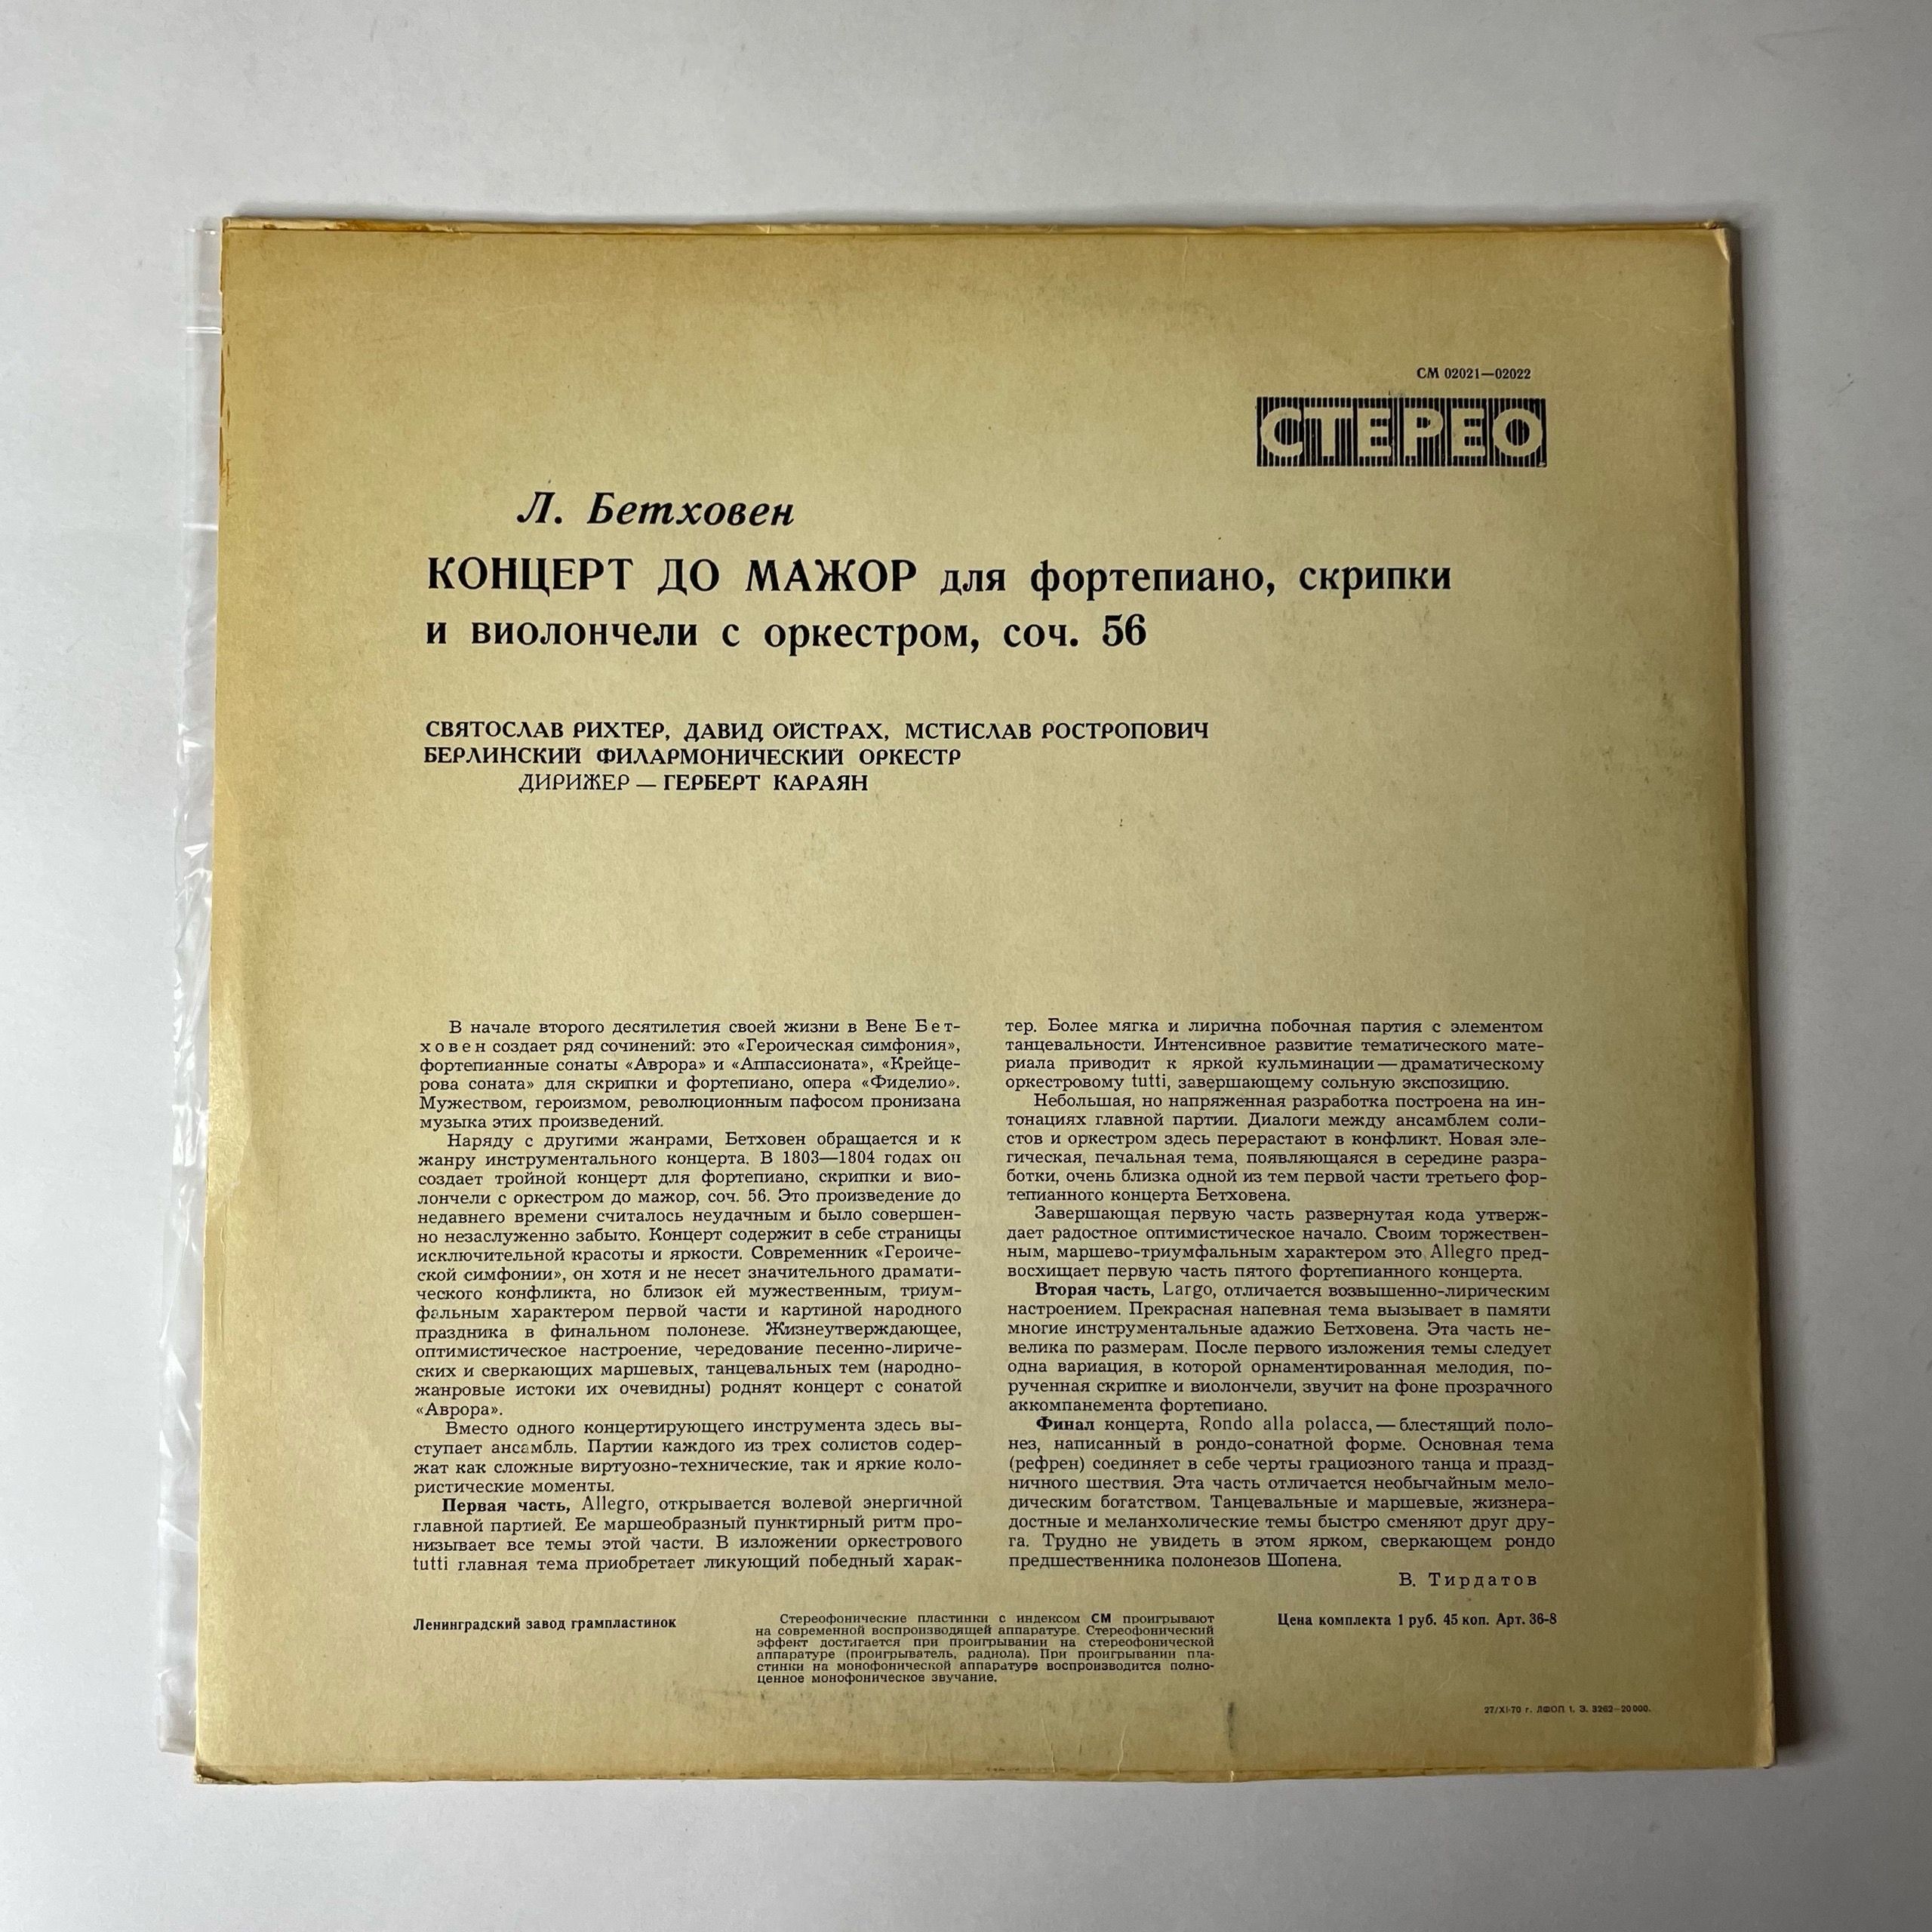 СМ 02021—02022
СТЕРЕО
Л. Бетховен
КОНЦЕРТ ДО МАЖОР для фортепиано, скрипки
и виолончели с оркестром, соч. 56
СВЯТОСЛАВ РИХТЕР, ДАВИД ОЙСТРАХ, МСТИСЛАВ РОСТРОПОВИЧ
БЕРЛИНСКИЙ ФИЛАРМОНИЧЕСКИЙ ОРКЕСТР
ДИРИЖЕР — ГЕРБЕРТ КАРАЯН
В начале второго десятилетия своей жизни в Вене Бет-
ховен создает ряд сочинений: это «Героическая симфония»,
фортепианные сонаты «Аврора» и «Аппассионата», «Крейце-
рова соната» для скрипки и фортепиано, опера «Фиделио».
Мужеством, героизмом, революционным пафосом пронизана
музыка этих произведений.
Наряду с другими жанрами, Бетховен обращается и к
жанру инструментального концерта. В 1803—1804 годах он
создает тройной концерт для фортепиано, скрипки и вио-
лончели с оркестром до мажор, соч. 56. Это произведение до
недавнего времени считалось неудачным и было совершен-
но незаслуженно забыто. Концерт содержит в себе страницы
исключительной красоты и яркости. Современник «Героиче-
ской симфонии», он хотя и не несет значительного драмати-
ческого конфликта, но близок ей мужественным, триум-
фальным характером первой части и картиной народного
праздника в финальном полонезе. Жизнеутверждающее,
оптимистическое настроение, чередование песенно-лириче-
ских и сверкающих маршевых, танцевальных тем (народно-
жанровые истоки их очевидны) роднят концерт с сонатой
«Аврора».
Вместо одного концертирующего инструмента здесь вы-
ступает ансамбль. Партии каждого из трех солистов содер-
жат как сложные виртуозно-технические, так и яркие коло-
ристические моменты.
Первая часть, Allegro, открывается волевой энергичной
главной партией. Ее маршеобразный пунктирный ритм про-
низывает все темы этой части. В изложении оркестрового
tutti главная тема приобретает ликующий победный харак-
тер. Более мягка и лирична побочная партия с элементом
танцевальности. Интенсивное развитие тематического мате-
риала приводит к яркой кульминации — драматическому
оркестровому tutti, завершающему сольную экспозицию.
Небольшая, но напряженная разработка построена на ин-
тонациях главной партии. Диалоги между ансамблем соли-
стов и оркестром здесь перерастают в конфликт. Новая эле-
гическая, печальная тема, появляющаяся в середине разра-
ботки, очень близка одной из тем первой части третьего фор-
тепианного концерта Бетховена.
Завершающая первую часть развернутая кода утверж-
дает радостное оптимистическое начало. Своим торжествен-
ным, маршево-триумфальным характером это Allegro пред-
восхищает первую часть пятого фортепианного концерта.
Вторая часть, Largo, отличается возвышенно-лирическим
настроением. Прекрасная напевная тема вызывает в памяти
многие инструментальные адажио Бетховена. Эта часть не-
велика по размерам. После первого изложения темы следует
одна вариация, в которой орнаментированная мелодия, по-
рученная скрипке и виолончели, звучит на фоне прозрачного
аккомпанемента фортепиано.
Финал концерта, Rondo alla polacca, — блестящий поло-
нез, написанный в рондо-сонатной форме. Основная тема
(рефрен) соединяет в себе черты грациозного танца и празд-
ничного шествия. Эта часть отличается необычайным мело-
дическим богатством. Танцевальные и маршевые, жизнера-
достные и меланхолические темы быстро сменяют друг дру-
га. Трудно не увидеть в этом ярком, сверкающем рондо
предшественника полонезов Шопена.
В. Тирдатов
Ленинградский завод грампластинок
Стереофонические пластинки с индексом СМ проигрывают
на современной воспроизводящей аппаратуре. Стереофонический
эффект достигается при проигрывании на стереофонической
аппаратуре (проигрыватель, радиола). При проигрывании пла-
стинки на монофонической аппаратуре воспроизводится полно-
ценное монофоническое звучание.
Цена комплекта 1 руб. 45 коп. Арт. 36-8
27/XI-70 г. ЛФОП 1. З. 3262—20000.